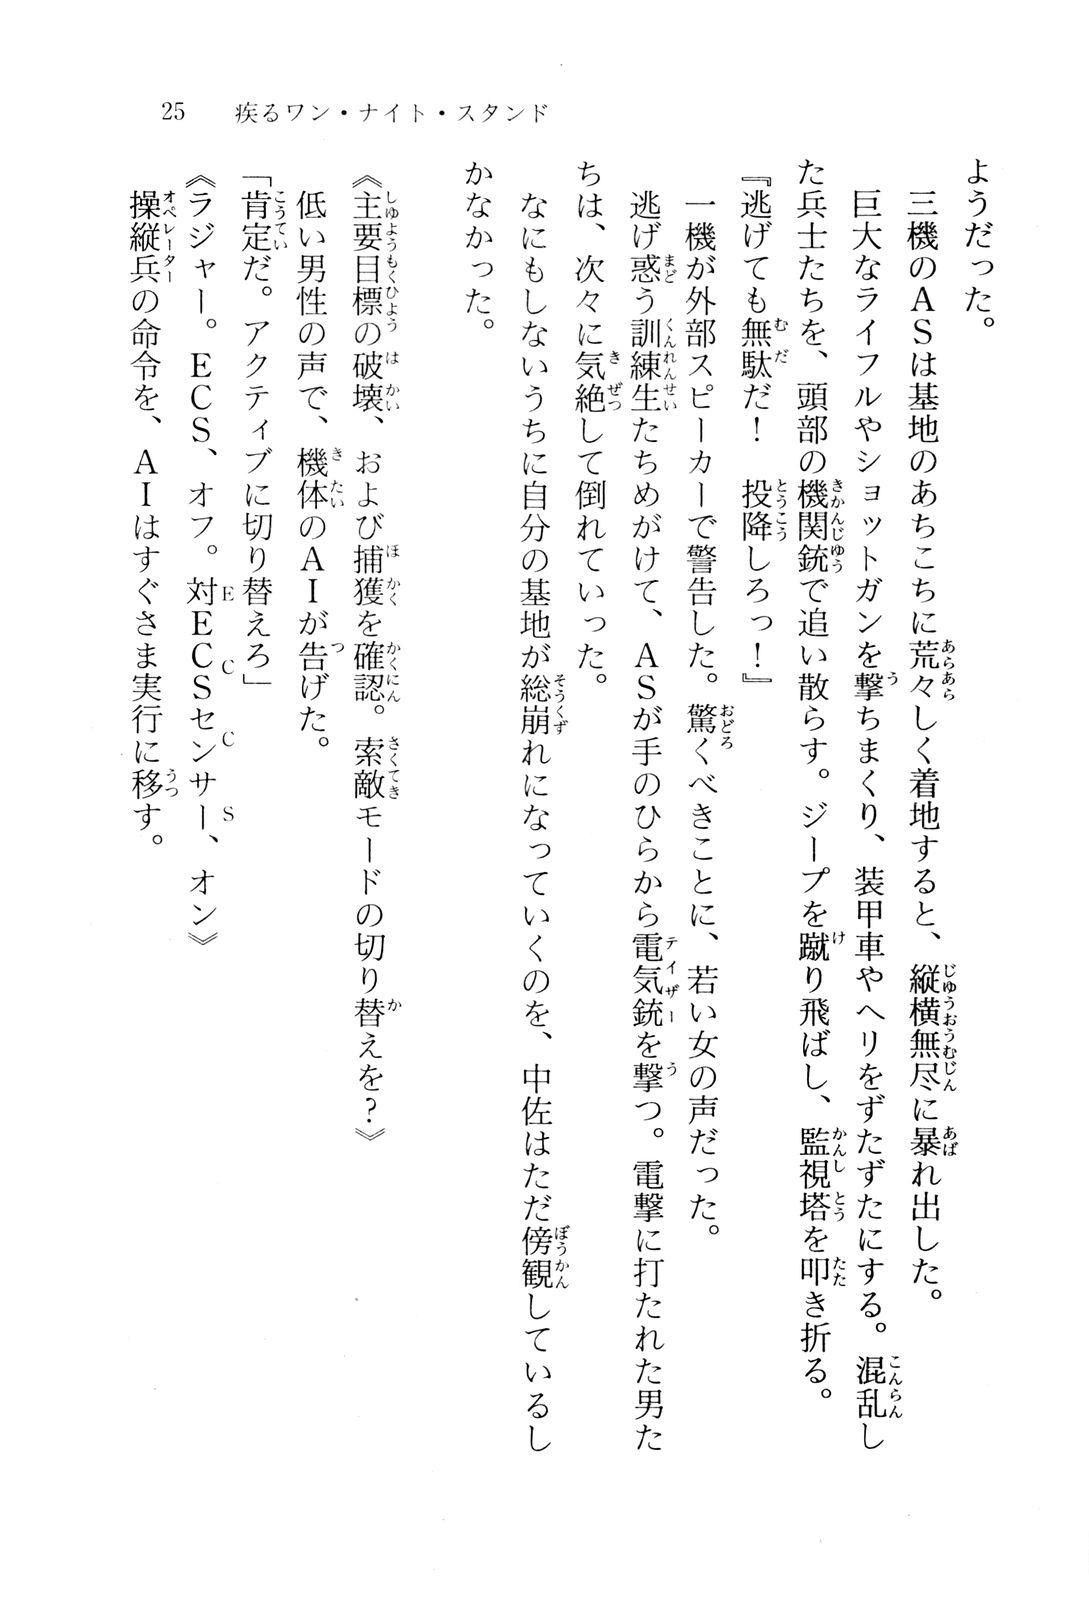 25　疾るワン・ナイト・スタンド
ようだった。
　三機のＡＳは基地のあちこちに荒々しく着地すると、縦横無尽に暴れ出した。
　巨大なライフルやショットガンを撃ちまくり、装甲車やヘリをずたずたにする。混乱し
た兵士たちを、頭部の機関銃で追い散らす。ジープを蹴り飛ばし、監視塔を叩き折る。
『逃げても無駄だ！　投降しろっ！』
　一機が外部スピーカーで警告した。驚くべきことに、若い女の声だった。
　逃げ惑う訓練生たちめがけて、ＡＳが手のひらから電気銃を撃つ。電撃に打たれた男た
ちは、次々に気絶して倒れていった。
　なにもしないうちに自分の基地が総崩れになっていくのを、中佐はただ傍観しているし
かなかった。
《主要目標の破壊、および捕獲を確認。索敵モードの切り替えを？》
　低い男性の声で、機体のＡＩが告げた。
「肯定だ。アクティブに切り替えろ」
《ラジャー。ＥＣＳ、オフ。対ＥＣＳセンサー、オン》
　操縦兵の命令を、ＡＩはすぐさま実行に移す。